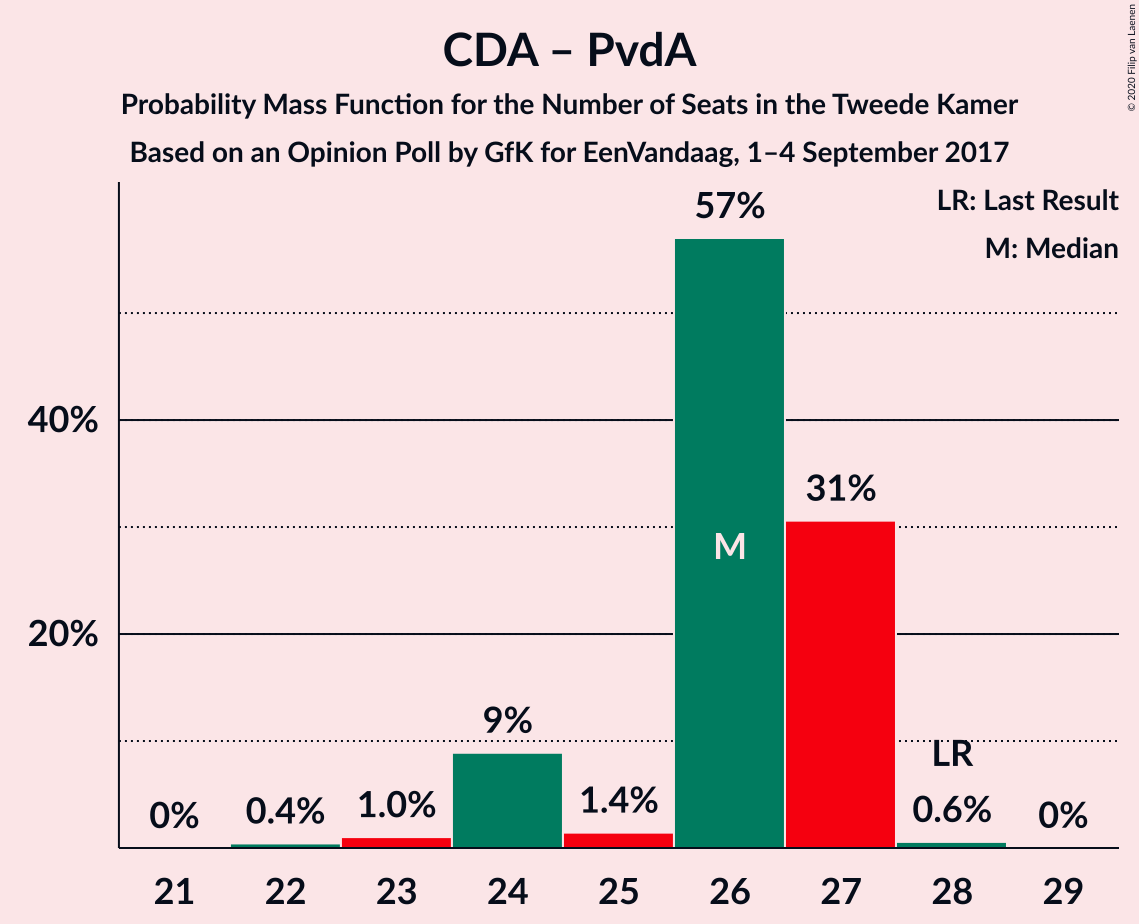 CDA – PvdA
Probability Mass Function for the Number of Seats in the Tweede Kamer
Based on an Opinion Poll by GfK for EenVandaag, 1–4 September 2017
© 2020 Filip van Laenen
LR: Last Result
M: Median
57%
40%
31%
M
20%
9%
LR
0%
0.4%
1.0%
1.4%
0.6%
0%
21 22 23 24 25 26 27 28 29